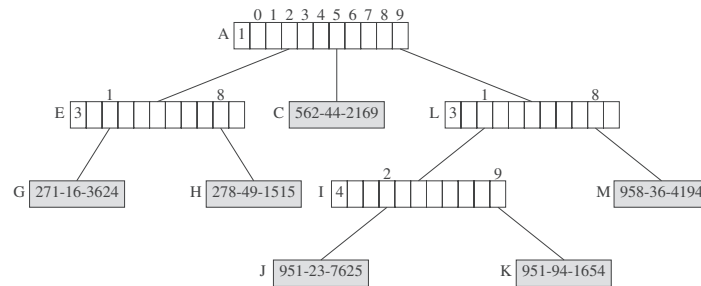 0 1 2 3 4 5 6 7 8 9
A 1
1 8 1 8
E 3 C 562-44-2169 L 3
2 9
G 271-16-3624 H 278-49-1515 I 4 M 958-36-4194
J 951-23-7625 K 951-94-1654